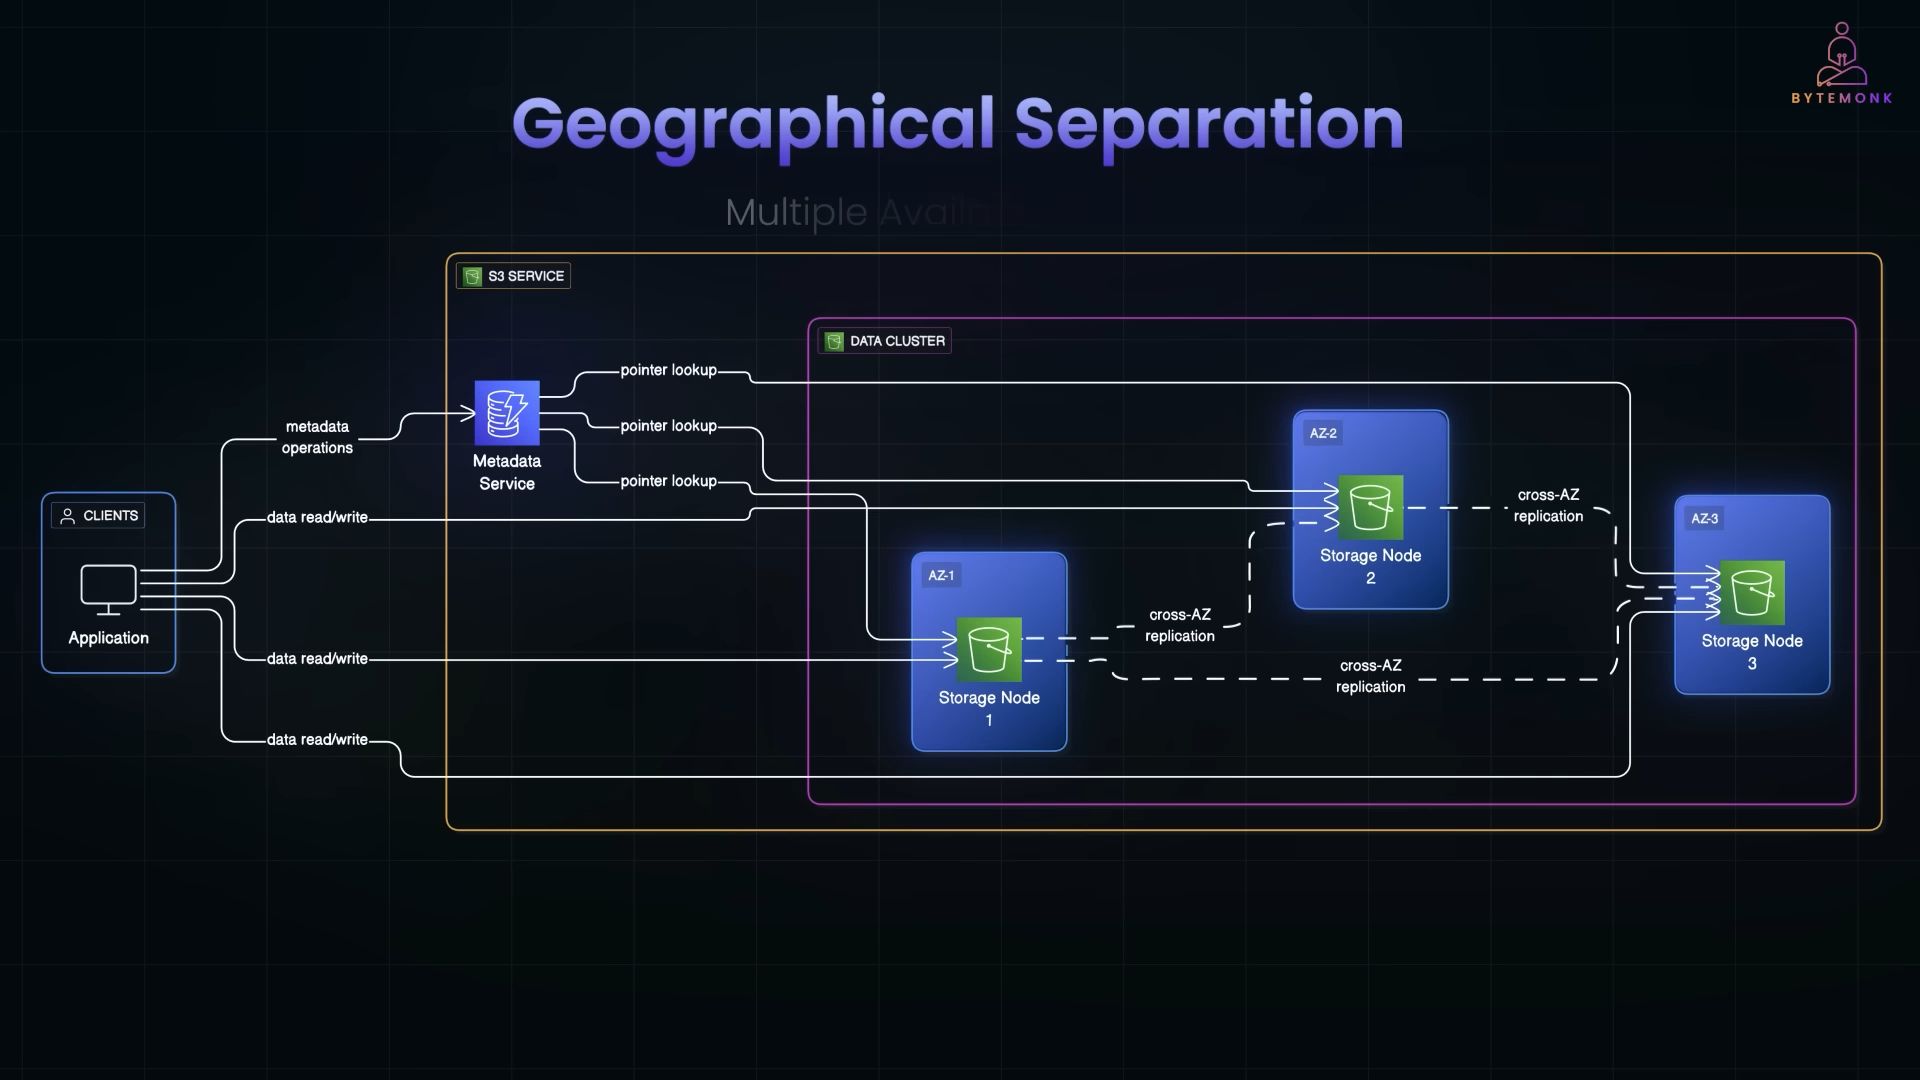 BYTEMONK
Geographical Separation
Multiple Avail
S3 SERVICE
DATA CLUSTER
pointer lookup
pointer lookup
pointer lookup
metadata
operations
Metadata
Service
CLIENTS
Application
data read/write
data read/write
data read/write
AZ-1
Storage Node
1
AZ-2
Storage Node
2
AZ-3
Storage Node
3
cross-AZ
replication
cross-AZ
replication
cross-AZ
replication